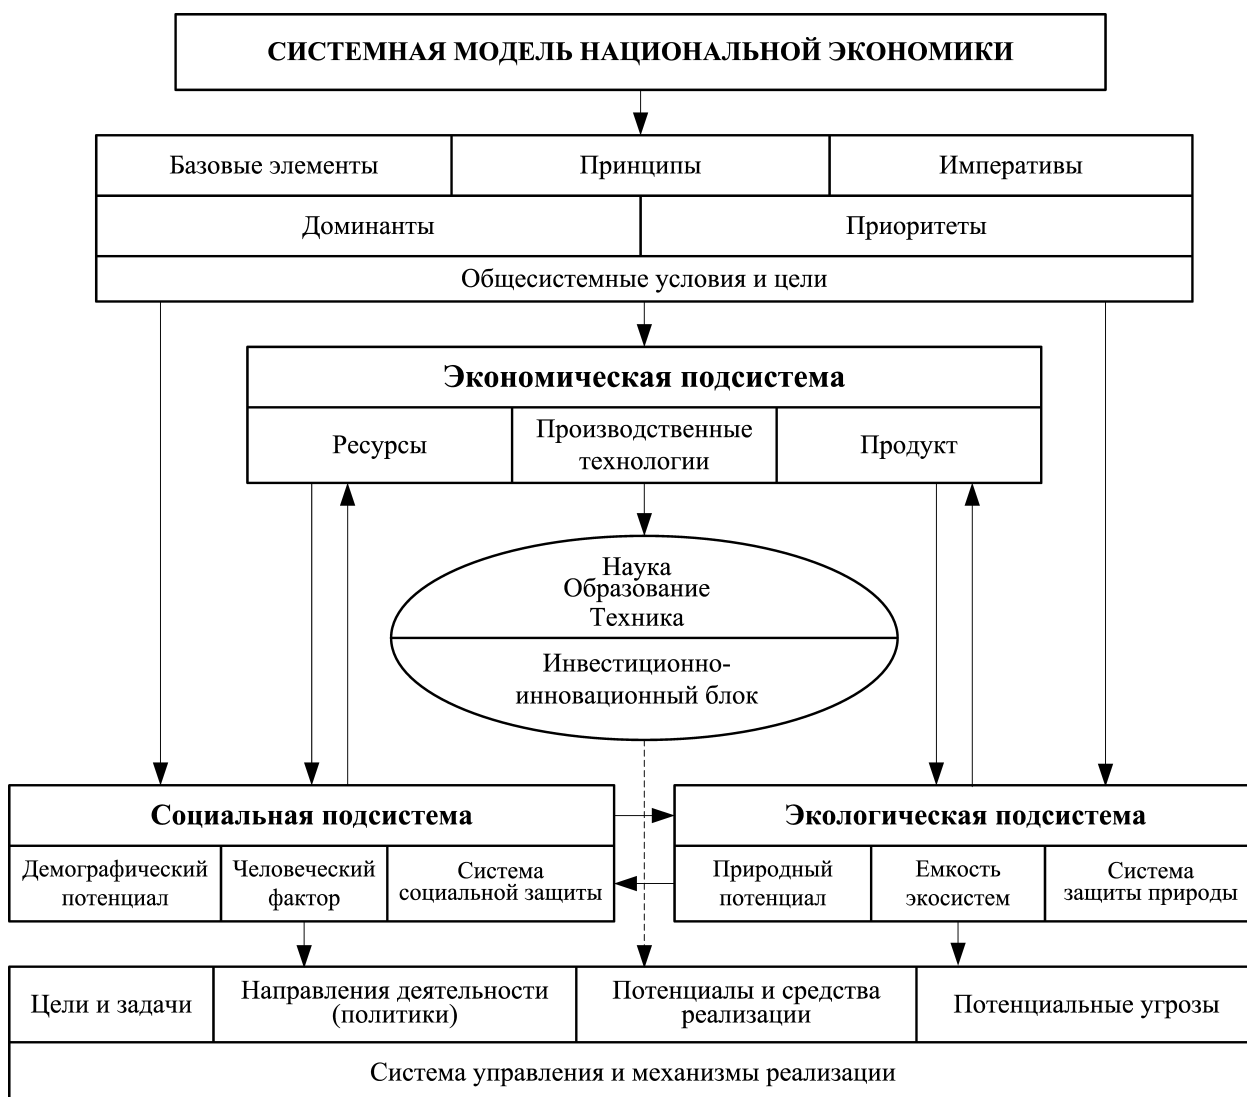 СИСТЕМНАЯ МОДЕЛЬ НАЦИОНАЛЬНОЙ ЭКОНОМИКИ
Базовые элементы
Принципы
Императивы
Доминанты
Приоритеты
Общесистемные условия и цели
Экономическая подсистема
Ресурсы
Производственные
технологии
Продукт
Наука
Образование
Техника
Инвестиционно-
инновационный блок
Социальная подсистема
Демографический
потенциал
Человеческий
фактор
Система
социальной защиты
Экологическая подсистема
Природный
потенциал
Емкость
экосистем
Система
защиты природы
Цели и задачи
Направления деятельности
(политики)
Потенциалы и средства
реализации
Потенциальные угрозы
Система управления и механизмы реализации